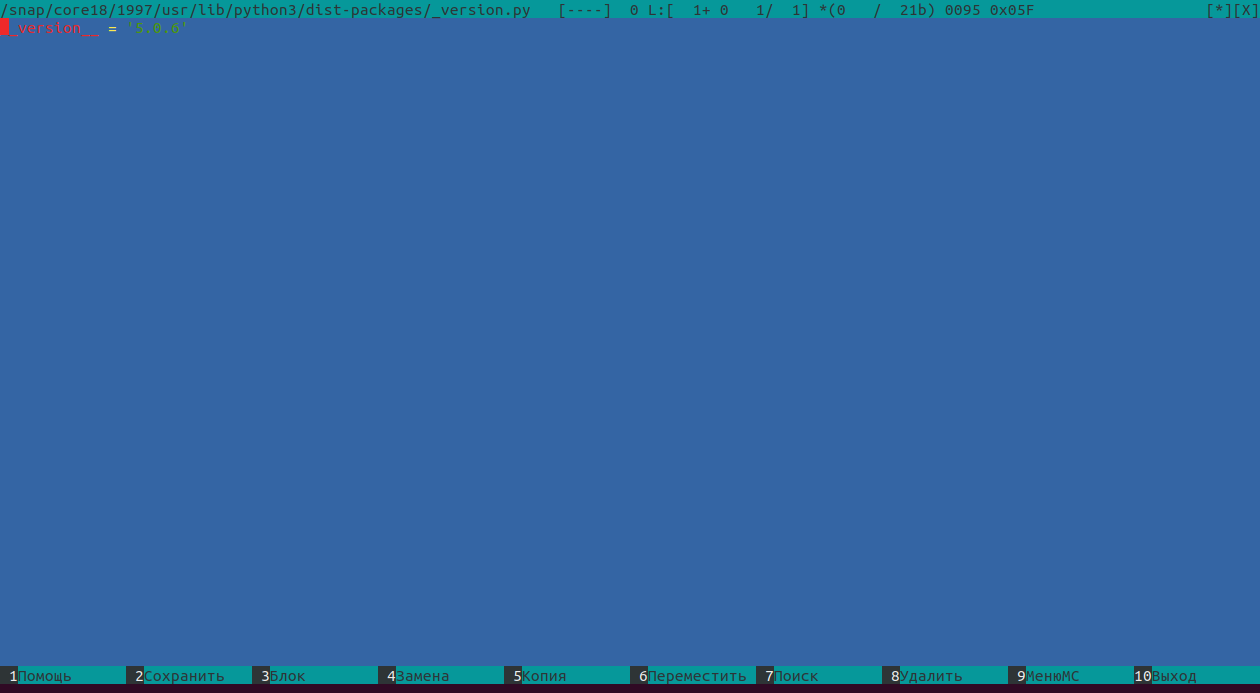 /snap/core18/1997/usr/lib/python3/dist-packages/_version.py   [----]  0 L:[  1+ 0   1/  1] *(0   /  21b) 0095 0x05F                   [*][X]
__version__ = '5.0.6'
1Помощь 2Сохранить 3Блок 4Замена 5Копия 6Переместить 7Поиск 8Удалить 9МенюMC 10Выход